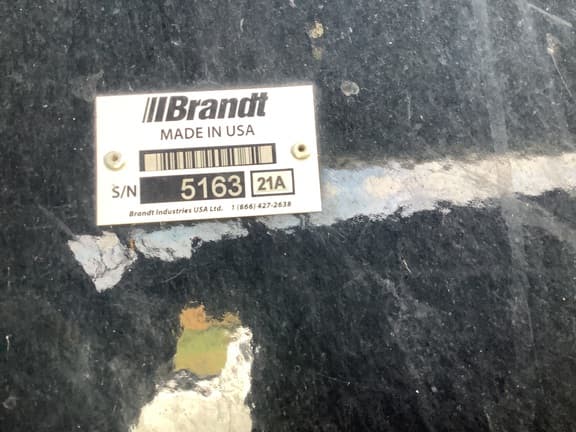 Brandt
MADE IN USA
S/N 5163 21A
Brandt Industries USA Ltd. 1 (866) 427-2638